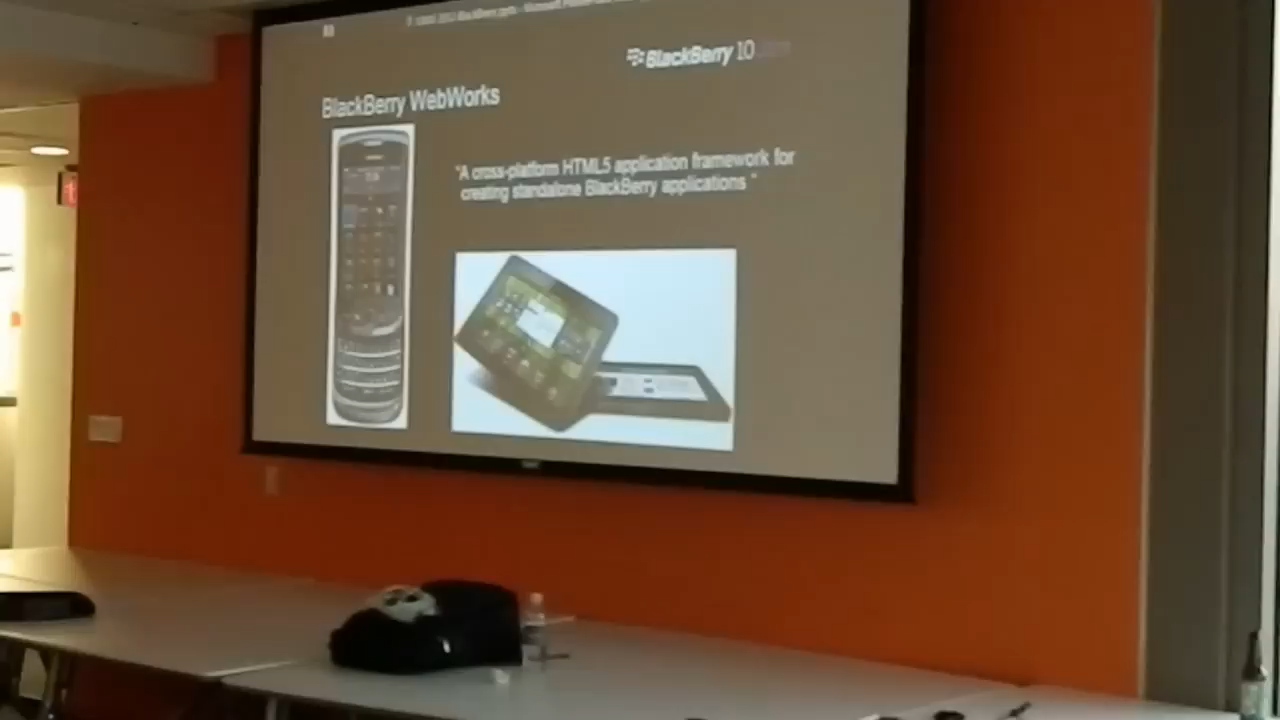 BlackBerry 10
BlackBerry WebWorks
"A cross-platform HTML5 application framework for
creating standalone BlackBerry applications "